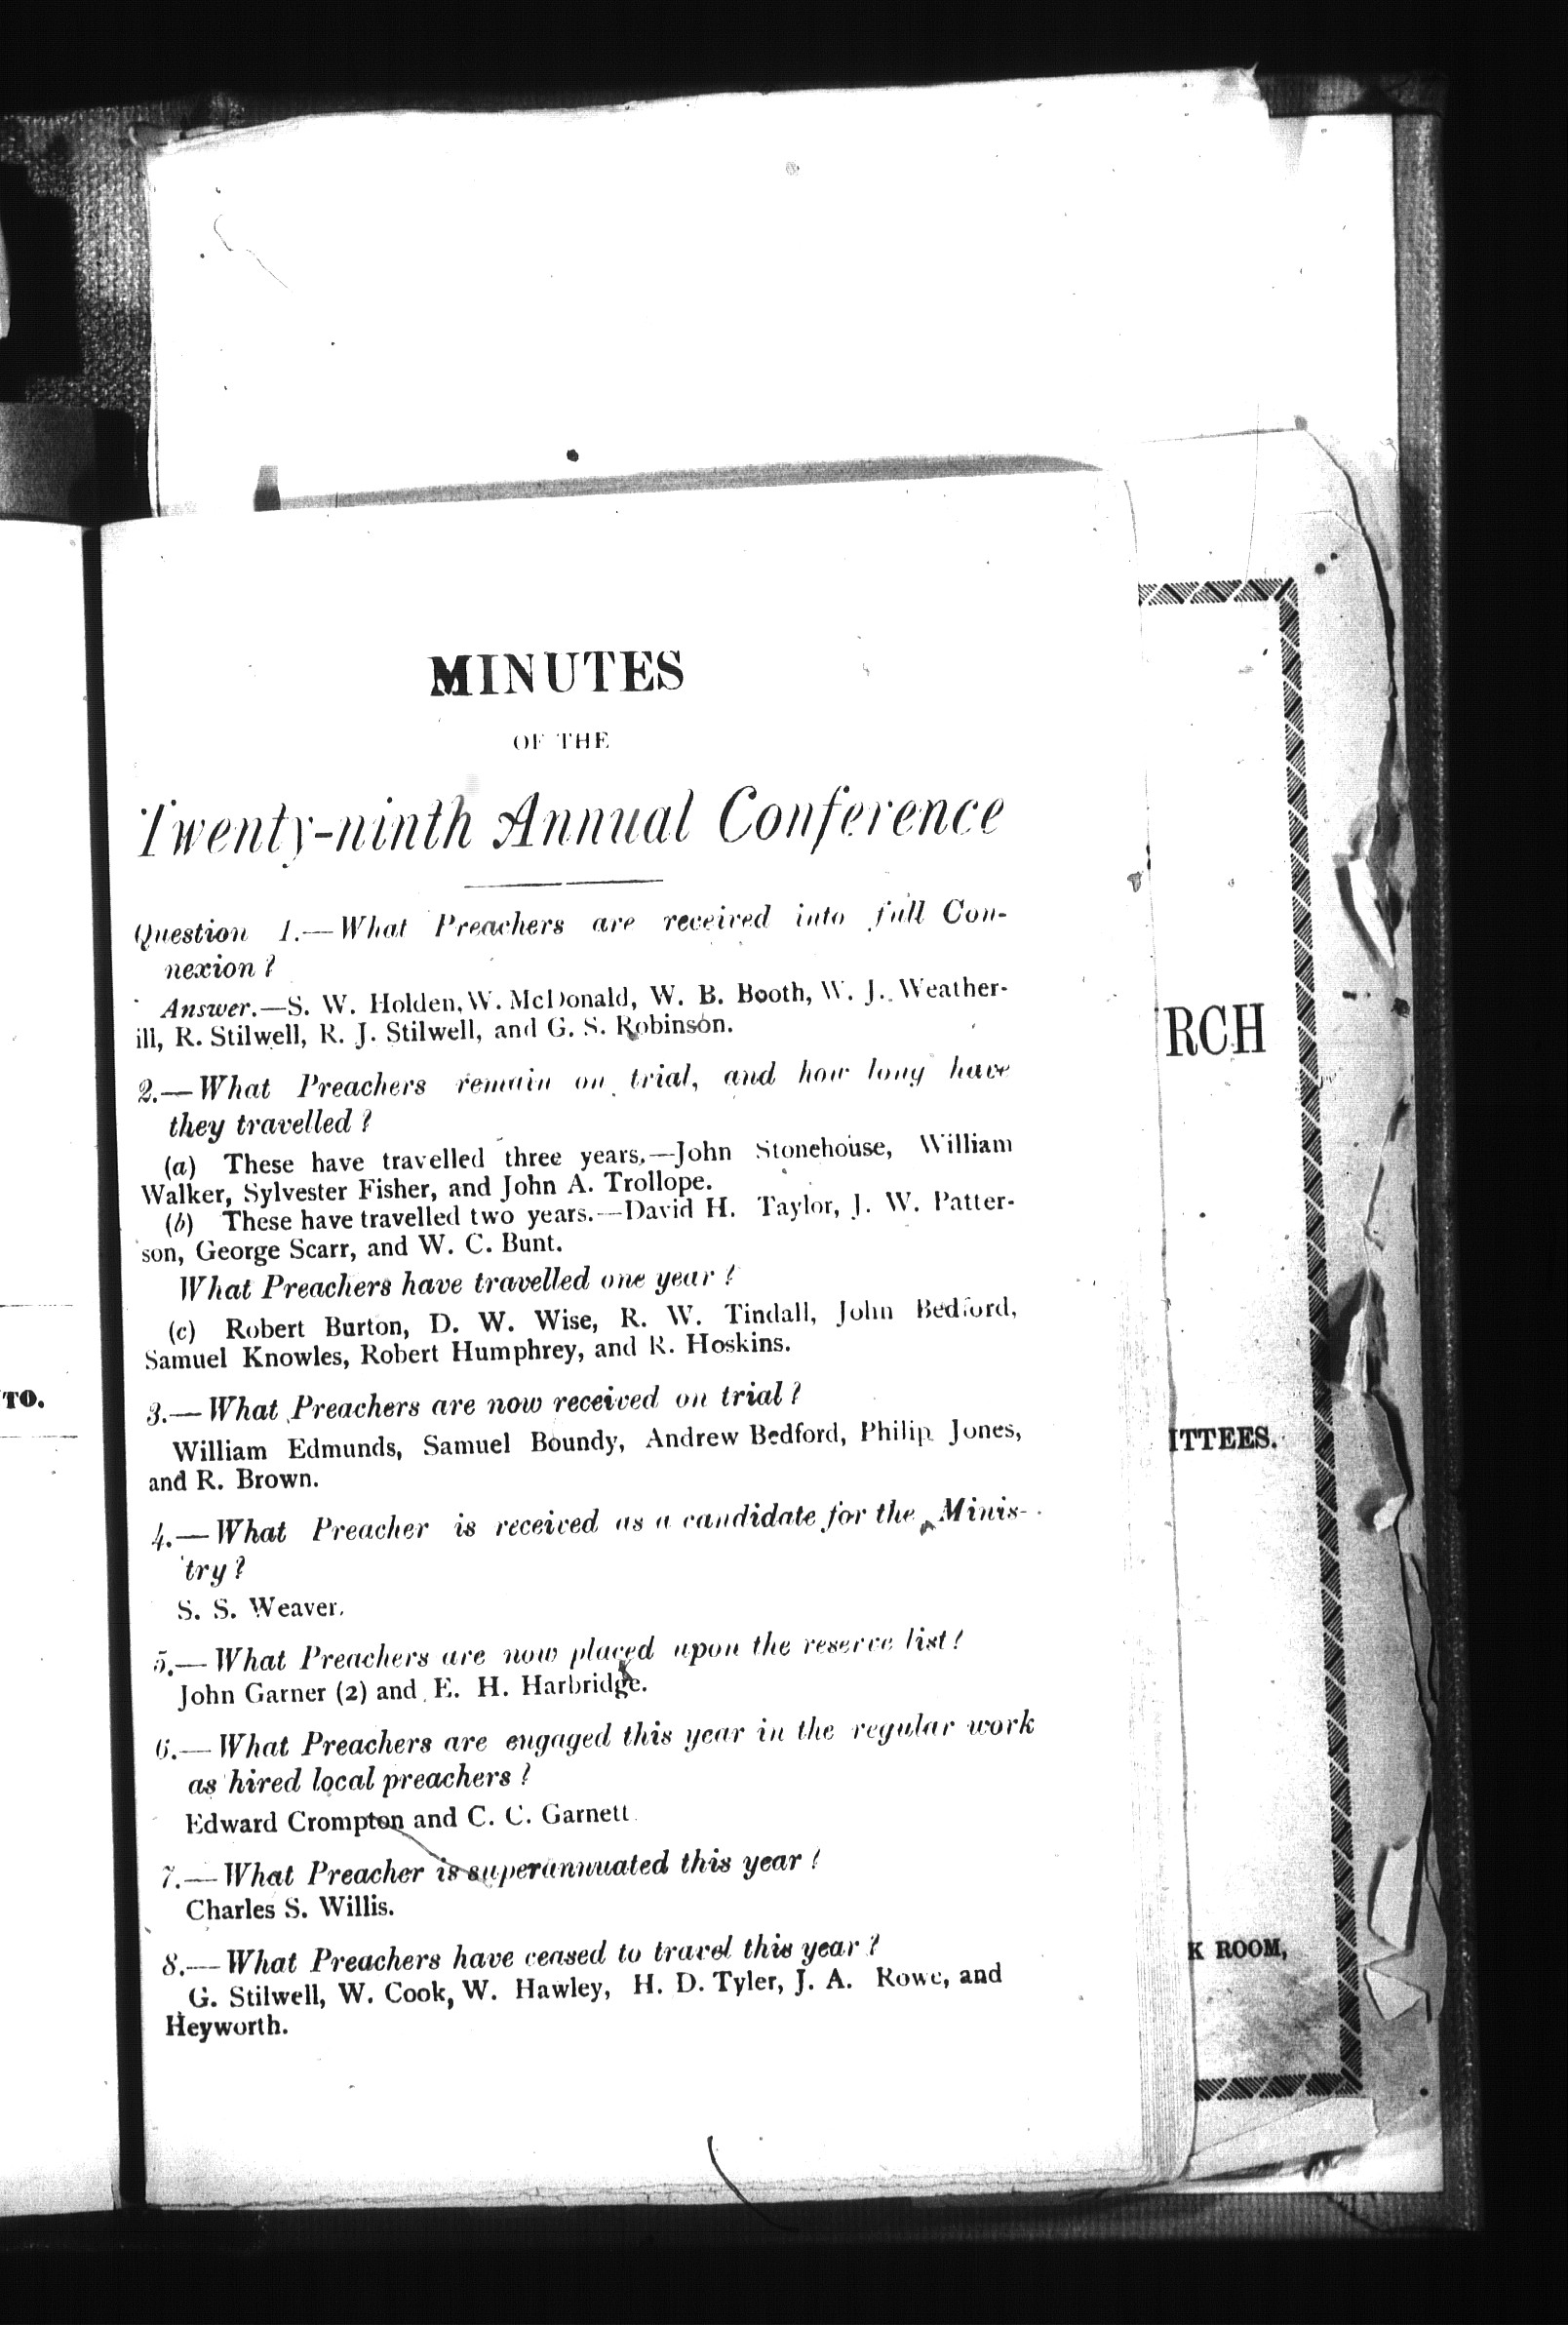 MINUTES
OF THE
Twenty-ninth Annual Conference
Question 1.—What Preachers are received into full Con-
nexion?
Answer.—S. W. Holden, W. McDonald, W. B. Booth, W. J. Weather-
ill, R. Stilwell, R. J. Stilwell, and G. S. Robinson.
2.—What Preachers remain on trial, and how long have
they travelled?
(a) These have travelled three years.—John Stonehouse, William
Walker, Sylvester Fisher, and John A. Trollope.
(b) These have travelled two years.—David H. Taylor, J. W. Patter-
son, George Scarr, and W. C. Bunt.
What Preachers have travelled one year?
(c) Robert Burton, D. W. Wise, R. W. Tindall, John Bedford,
Samuel Knowles, Robert Humphrey, and R. Hoskins.
3.—What Preachers are now received on trial?
William Edmunds, Samuel Boundy, Andrew Bedford, Philip Jones,
and R. Brown.
4.—What Preacher is received as a candidate for the Minis-
try?
S. S. Weaver.
5.—What Preachers are now placed upon the reserve list?
John Garner (2) and E. H. Harbridge.
6.—What Preachers are engaged this year in the regular work
as hired local preachers?
Edward Crompton and C. C. Garnett.
7.—What Preacher is superannuated this year?
Charles S. Willis.
8.—What Preachers have ceased to travel this year?
G. Stilwell, W. Cook, W. Hawley, H. D. Tyler, J. A. Rowe, and
Heyworth.
TO.
RCH
ITTEES.
K ROOM,